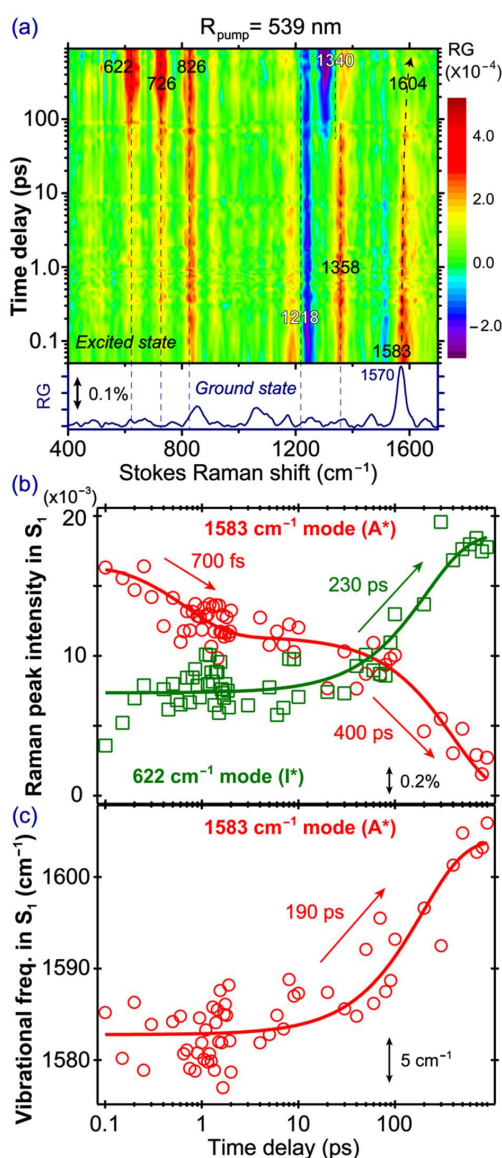 (a)
R_pump = 539 nm
RG
(×10⁻⁴)
622
726
826
1340
1604
4.0
2.0
0.0
−2.0
Time delay (ps)
100
10
1.0
0.1
1358
1218
1583
Excited state
RG
0.1%
Ground state
1570
400
800
1200
1600
Stokes Raman shift (cm⁻¹)
(b)
(x10⁻³)
Raman peak intensity in S₁
20
10
0
1583 cm⁻¹ mode (A*)
700 fs
230 ps
400 ps
622 cm⁻¹ mode (I*)
0.2%
(c)
Vibrational freq. in S₁ (cm⁻¹)
1600
1590
1580
1583 cm⁻¹ mode (A*)
190 ps
5 cm⁻¹
0.1
1
10
100
Time delay (ps)